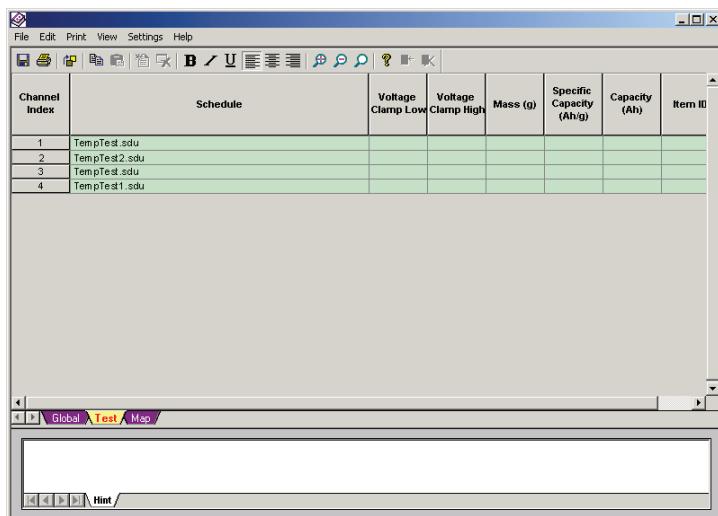 File Edit Print View Settings Help
B I U
Channel Index Schedule Voltage Clamp Low Voltage Clamp High Mass (g) Specific Capacity (Ah/g) Capacity (Ah) Item ID
1 TempTest.sdu
2 TempTest2.sdu
3 TempTest.sdu
4 TempTest1.sdu
Global Test Map
Hint